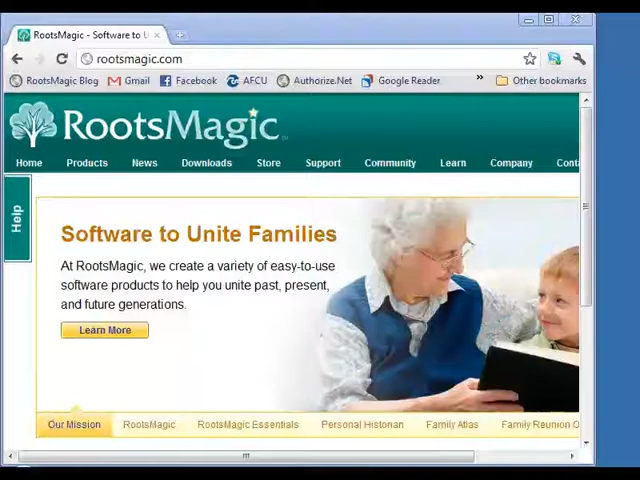 RootsMagic - Software to U
rootsmagic.com
RootsMagic Blog Gmail Facebook AFCU Authorize.Net Google Reader » Other bookmarks
RootsMagic
Home Products News Downloads Store Support Community Learn Company Conta
Help
Software to Unite Families
At RootsMagic, we create a variety of easy-to-use
software products to help you unite past, present,
and future generations.
Learn More
Our Mission RootsMagic RootsMagic Essentials Personal Historian Family Atlas Family Reunion O